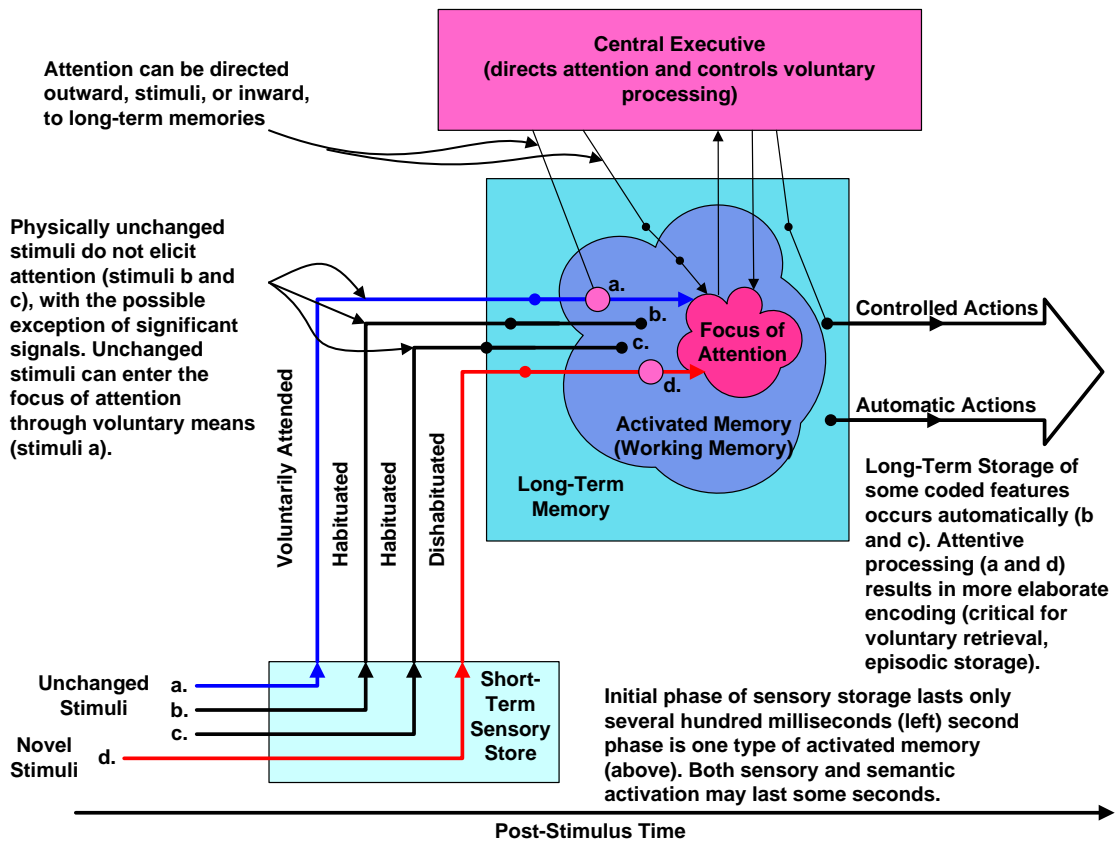 Central Executive
(directs attention and controls voluntary
processing)
Attention can be directed
outward, stimuli, or inward,
to long-term memories
Physically unchanged
stimuli do not elicit
attention (stimuli b and
c), with the possible
exception of significant
signals. Unchanged
stimuli can enter the
focus of attention
through voluntary means
(stimuli a).
a.
b.
c.
d.
Focus of
Attention
Activated Memory
(Working Memory)
Long-Term
Memory
Controlled Actions
Automatic Actions
Voluntarily Attended
Habituated
Habituated
Dishabituated
Long-Term Storage of
some coded features
occurs automatically (b
and c). Attentive
processing (a and d)
results in more elaborate
encoding (critical for
voluntary retrieval,
episodic storage).
Unchanged
Stimuli
a.
b.
c.
Novel
Stimuli
d.
Short-
Term
Sensory
Store
Initial phase of sensory storage lasts only
several hundred milliseconds (left) second
phase is one type of activated memory
(above). Both sensory and semantic
activation may last some seconds.
Post-Stimulus Time